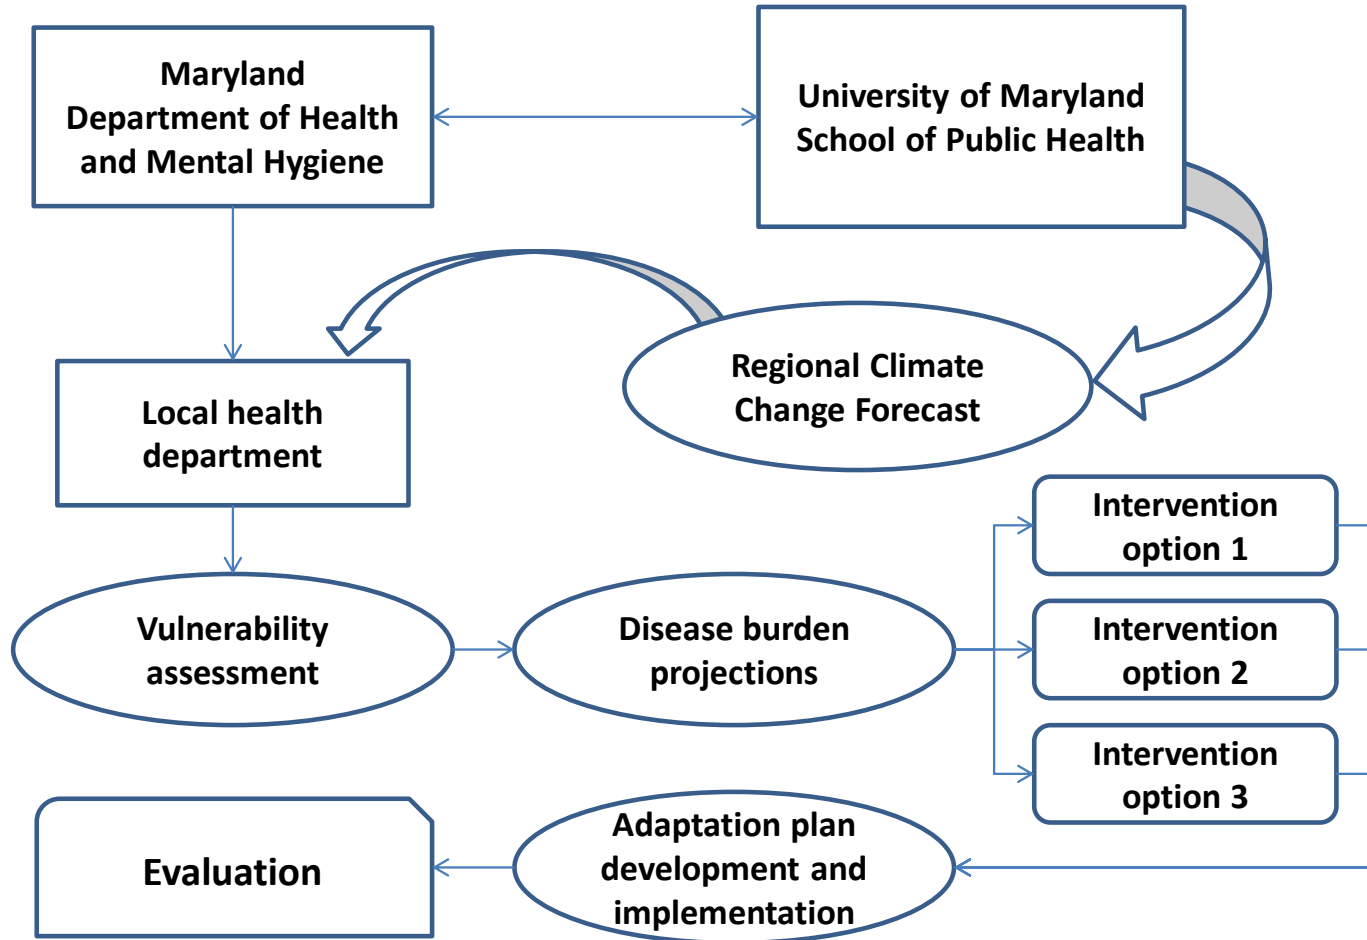 Maryland
Department of Health
and Mental Hygiene
University of Maryland
School of Public Health
Regional Climate
Change Forecast
Local health
department
Vulnerability
assessment
Disease burden
projections
Intervention
option 1
Intervention
option 2
Intervention
option 3
Adaptation plan
development and
implementation
Evaluation